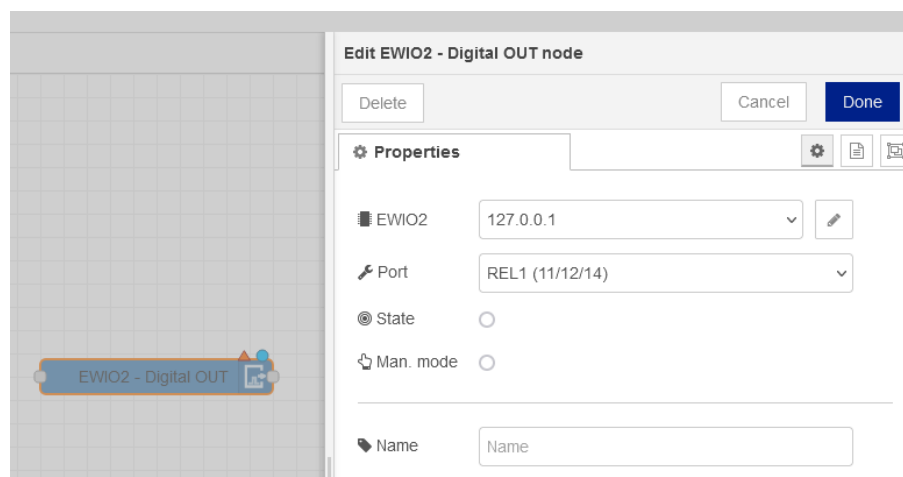 Edit EWIO2 - Digital OUT node
Delete
Cancel
Done
Properties
EWIO2
127.0.0.1
Port
REL1 (11/12/14)
State
EWIO2 - Digital OUT
Man. mode
Name
Name